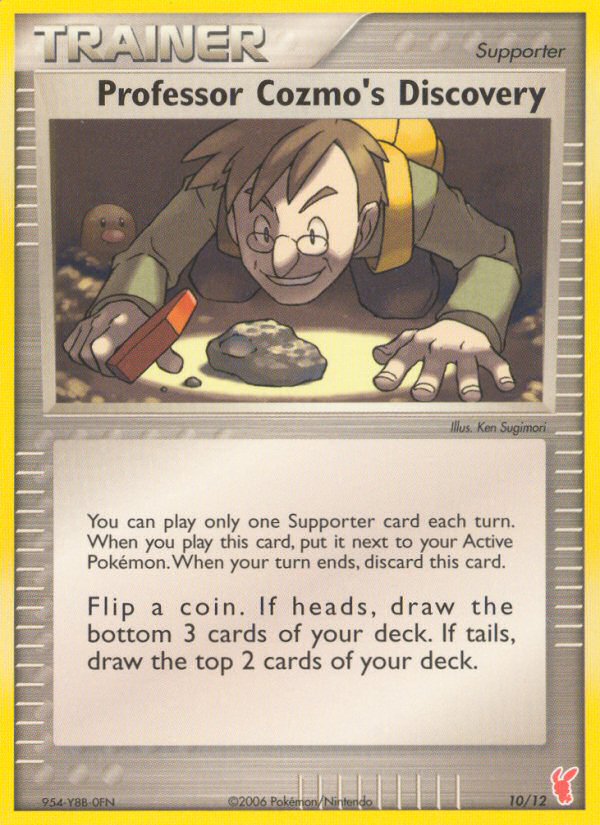 TRAINER
Supporter
Professor Cozmo's Discovery
Illus. Ken Sugimori
You can play only one Supporter card each turn.
When you play this card, put it next to your Active
Pokémon. When your turn ends, discard this card.
Flip a coin. If heads, draw the
bottom 3 cards of your deck. If tails,
draw the top 2 cards of your deck.
954-Y8B-0FN
©2006 Pokémon/Nintendo
10/12